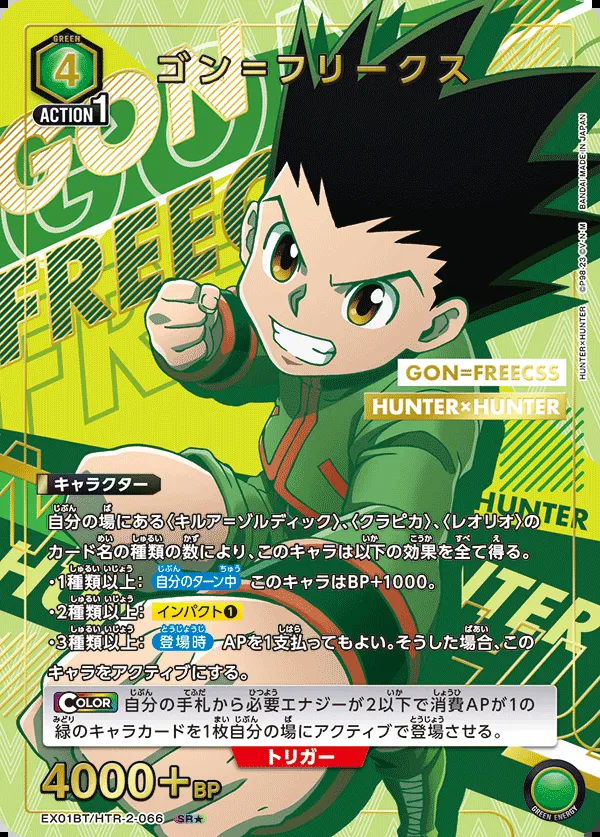 GREEN
4
ACTION 1
ゴン=フリークス
GON
FREECSS
©P98-23 ©V・N・M BANDAI MADE IN JAPAN
HUNTER×HUNTER
GON=FREECSS
HUNTER×HUNTER
HUNTER
キャラクター
自分の場にある〈キルア=ゾルディック〉、〈クラピカ〉、〈レオリオ〉の
カード名の種類の数により、このキャラは以下の効果を全て得る。
・1種類以上: 自分のターン中 このキャラはBP+1000。
・2種類以上: インパクト❶
・3種類以上: 登場時 APを1支払ってもよい。そうした場合、この
キャラをアクティブにする。
COLOR 自分の手札から必要エナジーが2以下で消費APが1の
緑のキャラカードを1枚自分の場にアクティブで登場させる。
トリガー
4000+BP
GREEN ENERGY
EX01BT/HTR-2-066 SR★